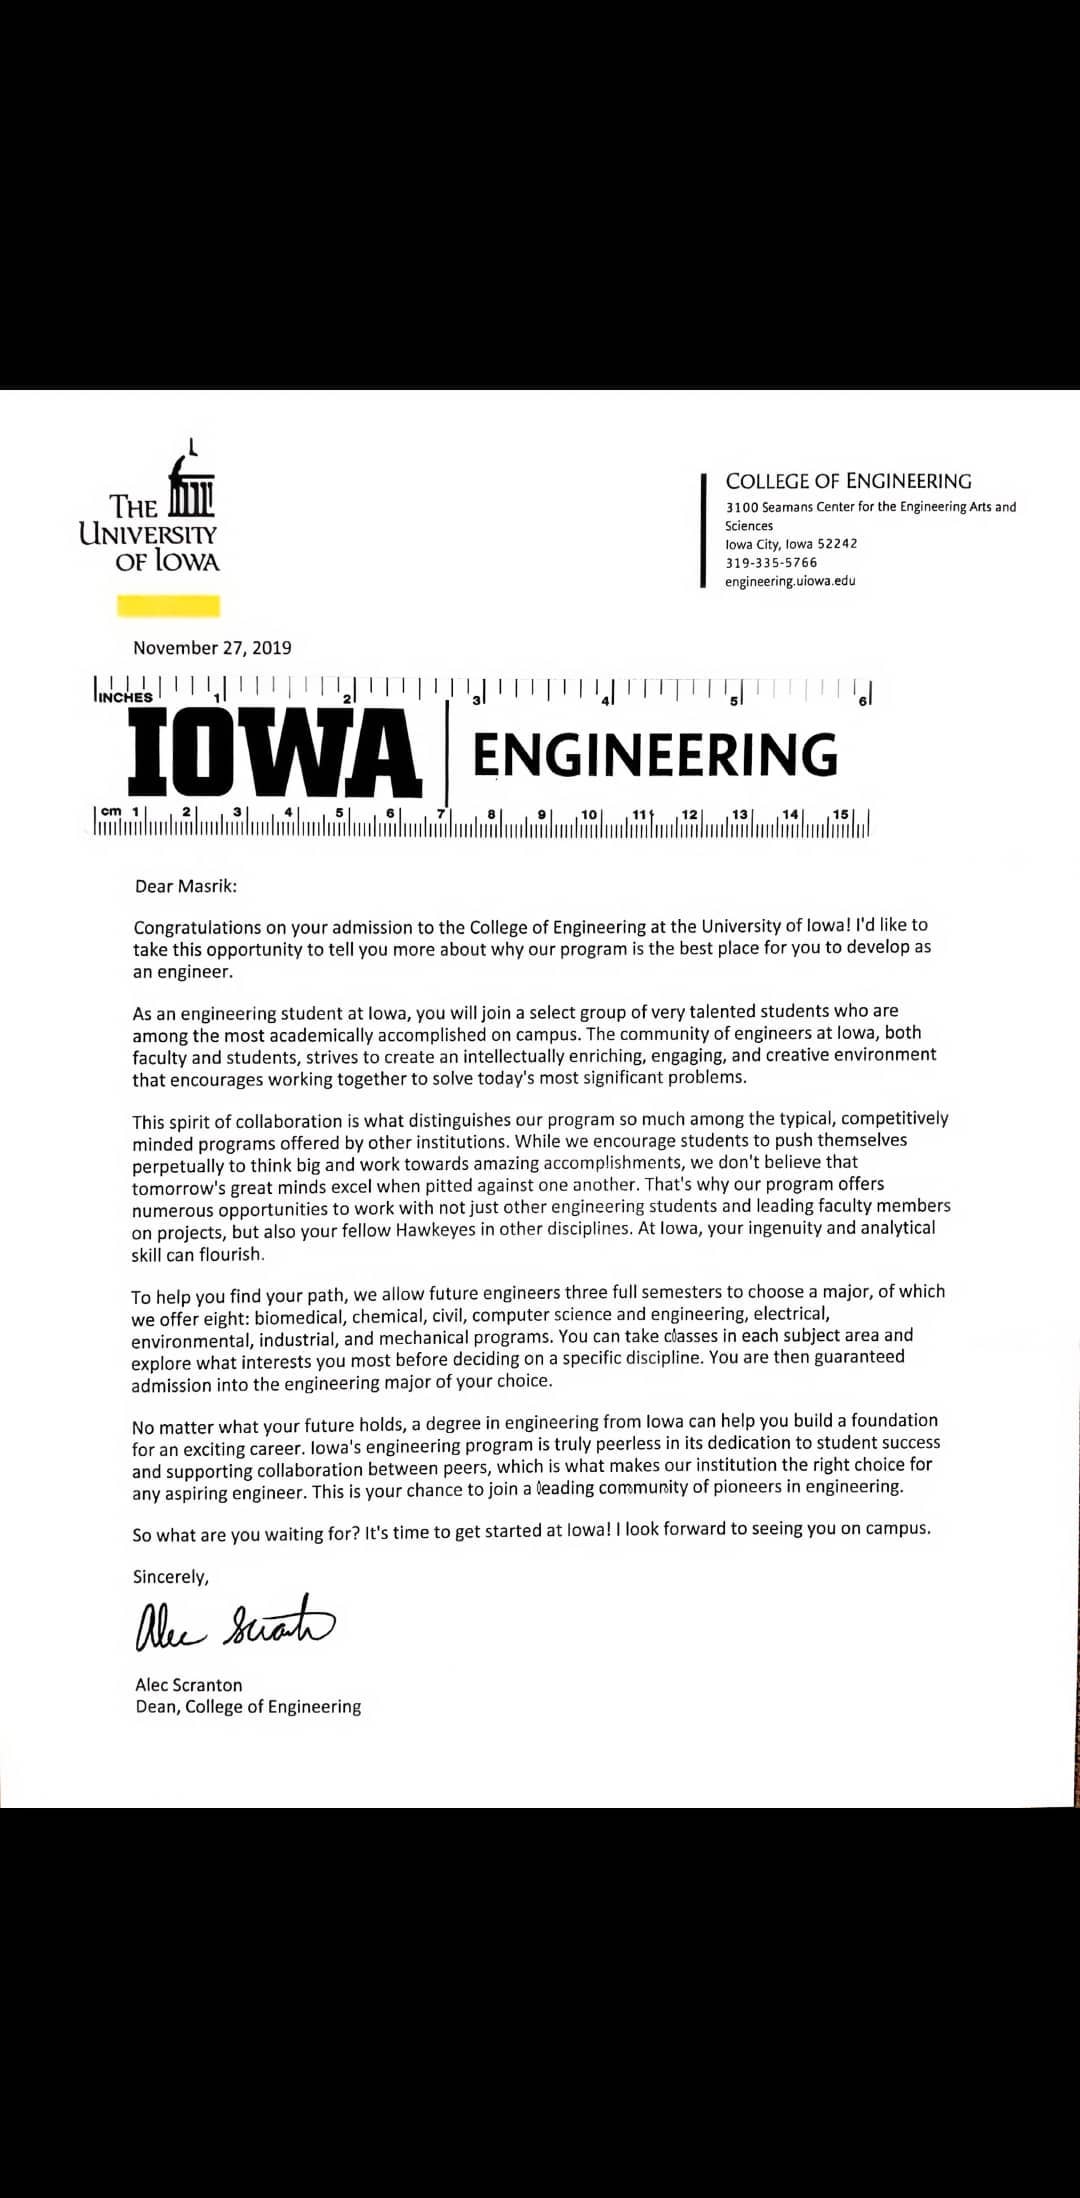 THE
UNIVERSITY
OF IOWA
COLLEGE OF ENGINEERING
3100 Seamans Center for the Engineering Arts and
Sciences
Iowa City, Iowa 52242
319-335-5766
engineering.uiowa.edu
November 27, 2019
INCHES 1 2 3 4 5 6
IOWA | ENGINEERING
cm 1 2 3 4 5 6 7 8 9 10 11 12 13 14 15
Dear Masrik:
Congratulations on your admission to the College of Engineering at the University of Iowa! I'd like to
take this opportunity to tell you more about why our program is the best place for you to develop as
an engineer.
As an engineering student at Iowa, you will join a select group of very talented students who are
among the most academically accomplished on campus. The community of engineers at Iowa, both
faculty and students, strives to create an intellectually enriching, engaging, and creative environment
that encourages working together to solve today's most significant problems.
This spirit of collaboration is what distinguishes our program so much among the typical, competitively
minded programs offered by other institutions. While we encourage students to push themselves
perpetually to think big and work towards amazing accomplishments, we don't believe that
tomorrow's great minds excel when pitted against one another. That's why our program offers
numerous opportunities to work with not just other engineering students and leading faculty members
on projects, but also your fellow Hawkeyes in other disciplines. At Iowa, your ingenuity and analytical
skill can flourish.
To help you find your path, we allow future engineers three full semesters to choose a major, of which
we offer eight: biomedical, chemical, civil, computer science and engineering, electrical,
environmental, industrial, and mechanical programs. You can take classes in each subject area and
explore what interests you most before deciding on a specific discipline. You are then guaranteed
admission into the engineering major of your choice.
No matter what your future holds, a degree in engineering from Iowa can help you build a foundation
for an exciting career. Iowa's engineering program is truly peerless in its dedication to student success
and supporting collaboration between peers, which is what makes our institution the right choice for
any aspiring engineer. This is your chance to join a leading community of pioneers in engineering.
So what are you waiting for? It's time to get started at Iowa! I look forward to seeing you on campus.
Sincerely,
Alec Scranton
Alec Scranton
Dean, College of Engineering